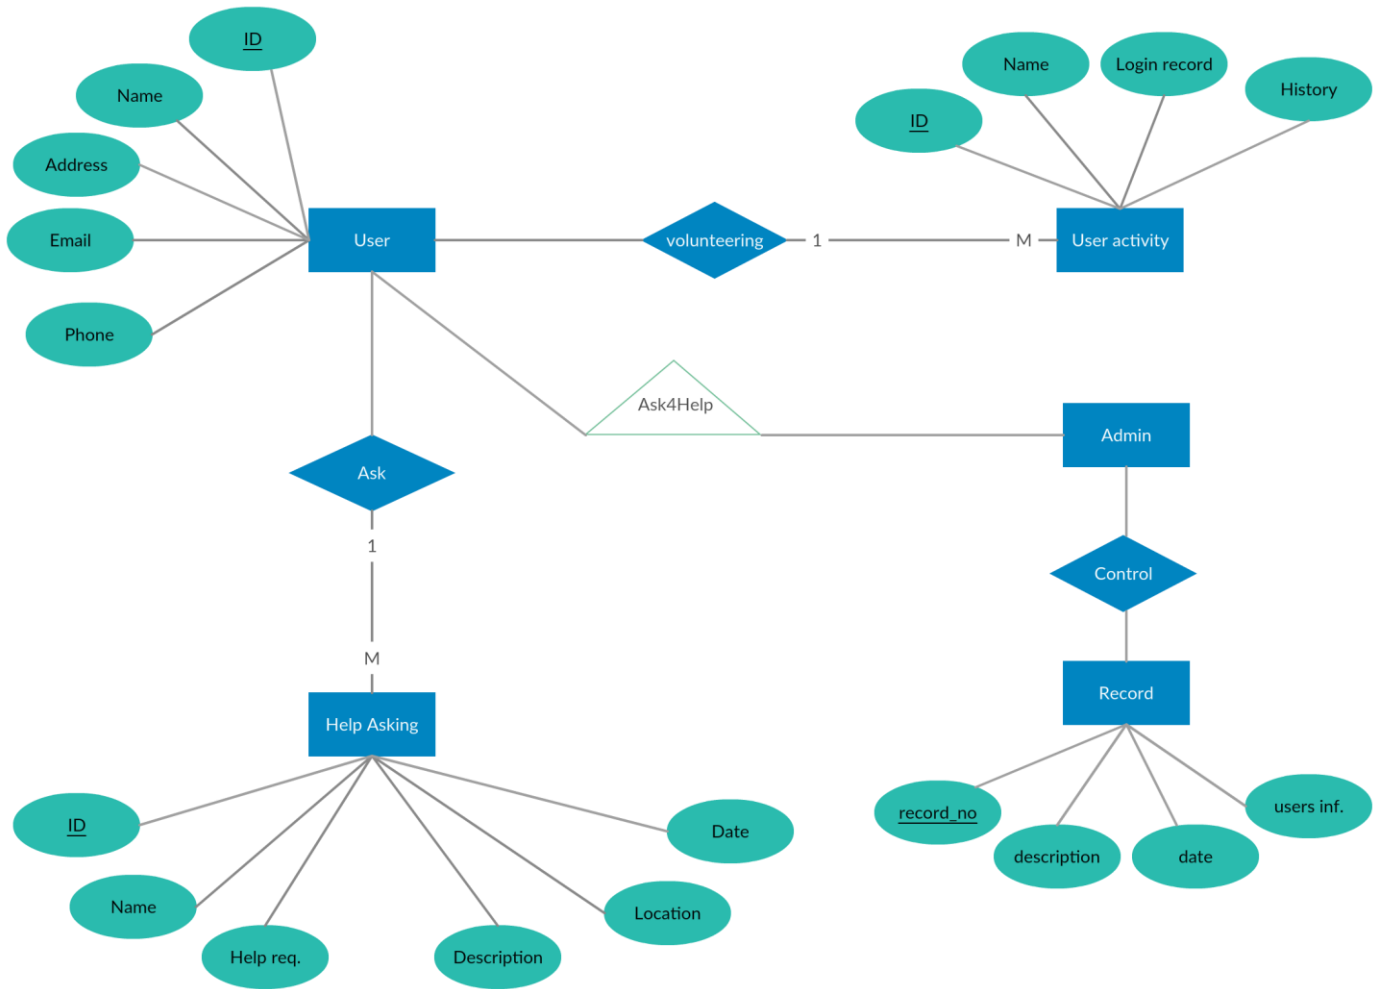 ID
Name
Address
Email
Phone
User
volunteering
1
M
User activity
ID
Name
Login record
History
Ask4Help
Admin
Control
Record
record_no
description
date
users inf.
Ask
1
M
Help Asking
ID
Name
Help req.
Description
Location
Date